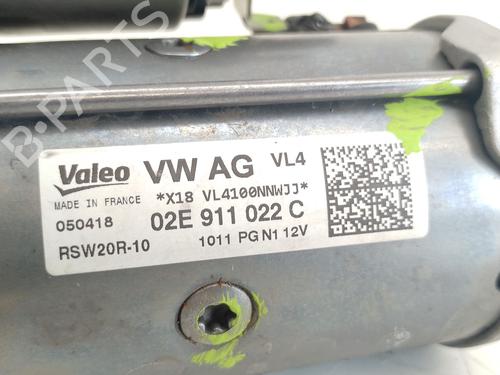 B-PARTS
Valeo VW AG VL4
MADE IN FRANCE *X18 VL4100NNWJJ*
050418 02E 911 022 C
RSW20R-10 1011 PG N1 12V